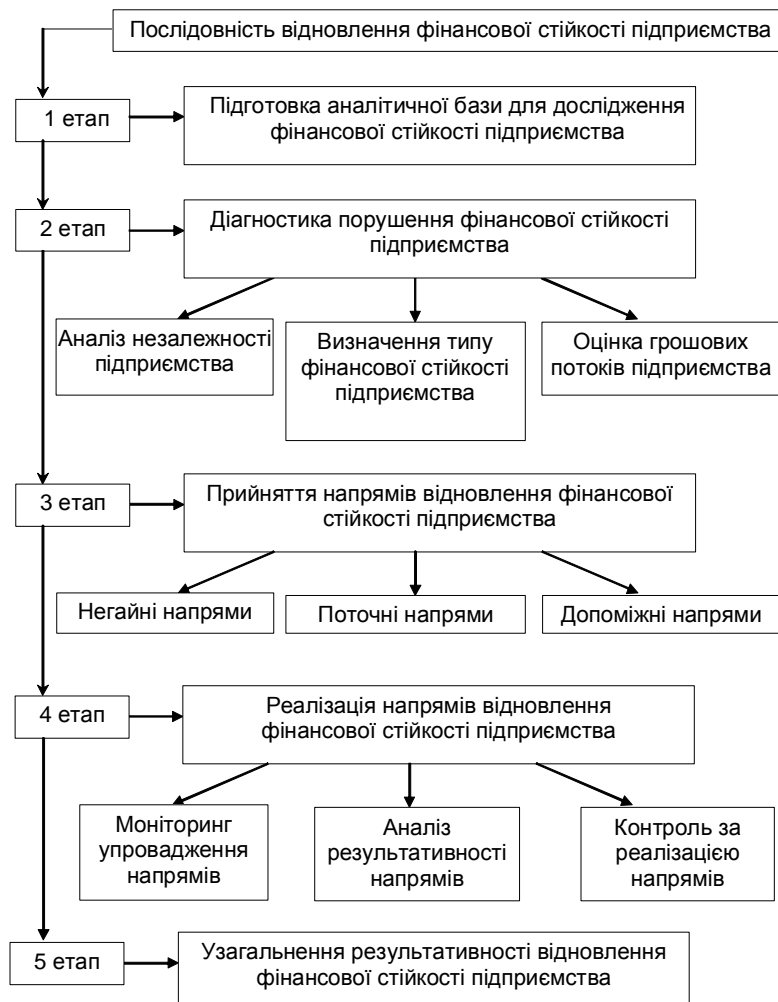 Послідовність відновлення фінансової стійкості підприємства
1 етап
Підготовка аналітичної бази для дослідження
фінансової стійкості підприємства
2 етап
Діагностика порушення фінансової стійкості
підприємства
Аналіз незалежності
підприємства
Визначення типу
фінансової стійкості
підприємства
Оцінка грошових
потоків підприємства
3 етап
Прийняття напрямів відновлення фінансової
стійкості підприємства
Негайні напрями
Поточні напрями
Допоміжні напрями
4 етап
Реалізація напрямів відновлення
фінансової стійкості підприємства
Моніторинг
упровадження
напрямів
Аналіз
результативності
напрямів
Контроль за
реалізацією
напрямів
5 етап
Узагальнення результативності відновлення
фінансової стійкості підприємства